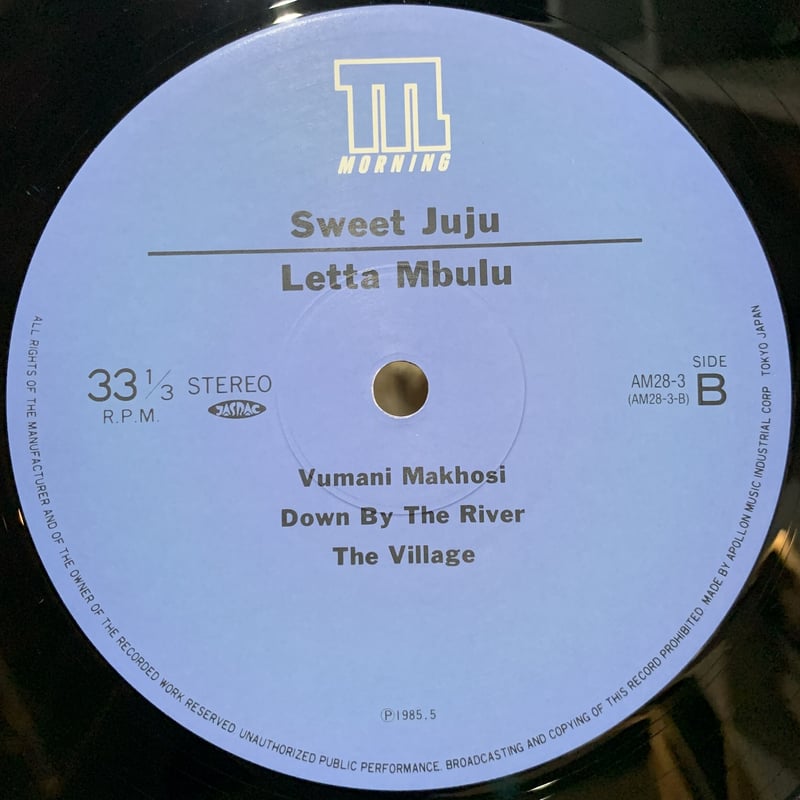 MORNING
Sweet Juju
Letta Mbulu
33 1/3 STEREO
R.P.M.
JASRAC
SIDE
AM28-3
(AM28-3-B)
B
Vumani Makhosi
Down By The River
The Village
Ⓟ1985.5
ALL RIGHTS OF THE MANUFACTURER AND OF THE OWNER OF THE RECORDED WORK RESERVED. UNAUTHORIZED PUBLIC PERFORMANCE. BROADCASTING AND COPYING OF THIS RECORD PROHIBITED. MADE BY APOLLON MUSIC INDUSTRIAL CORP TOKYO JAPAN